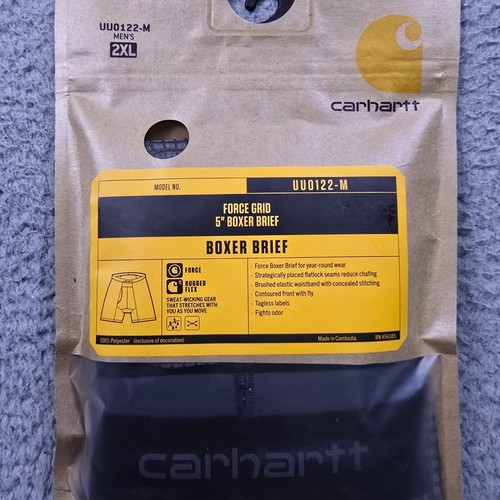 UU0122-M
MEN'S
2XL
carhartt
MODEL NO.
UU0122-M
FORCE GRID
5" BOXER BRIEF
BOXER BRIEF
FORCE
RUGGED
FLEX
SWEAT-WICKING GEAR
THAT STRETCHES WITH
YOU AS YOU MOVE
· Force Boxer Brief for year-round wear
· Strategically placed flatlock seams reduce chafing
· Brushed elastic waistband with concealed stitching
· Contoured front with fly
· Tagless labels
· Fights odor
100% Polyester (exclusive of decoration)
Made in Cambodia
RN #56385
carhartt